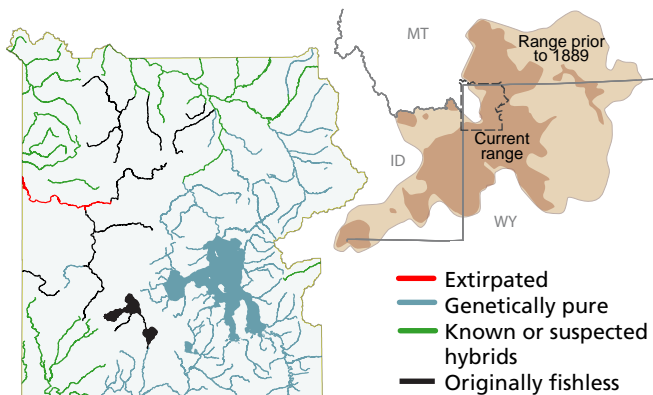 MT
Range prior
to 1889
Current
range
ID
WY
Extirpated
Genetically pure
Known or suspected
hybrids
Originally fishless